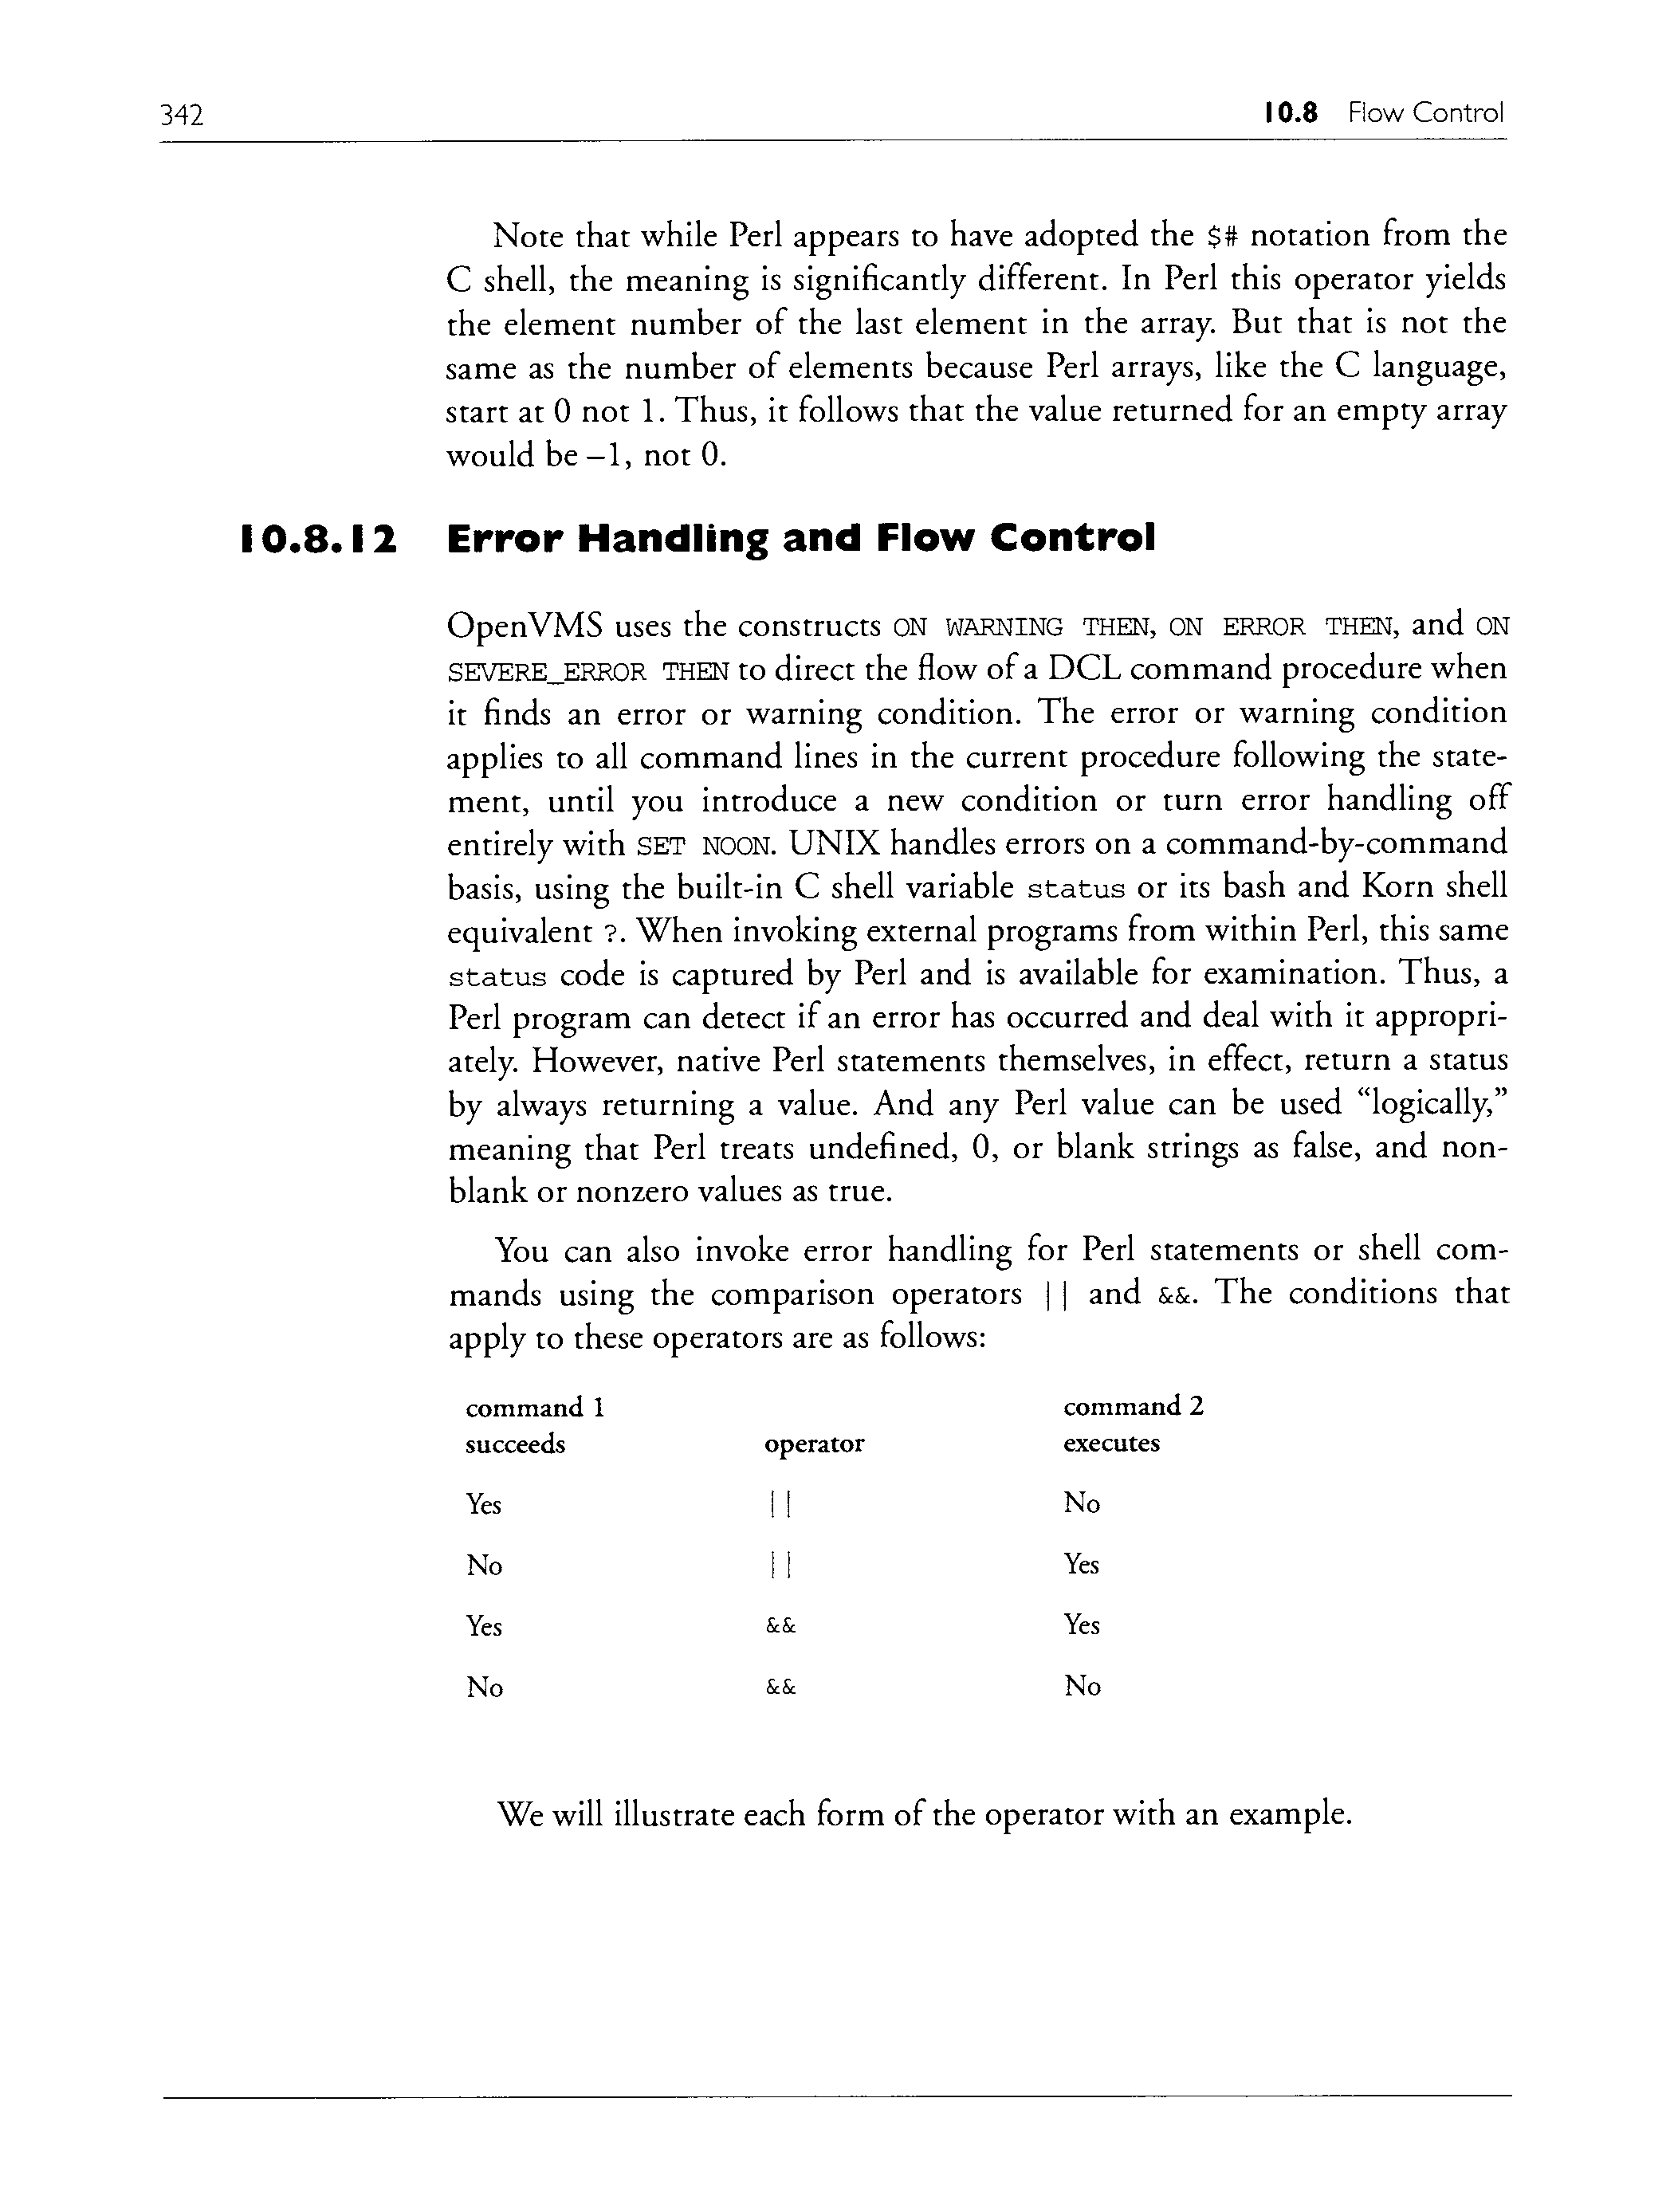 342
10.8 Flow Control
Note that while Perl appears to have adopted the $# notation from the
C shell, the meaning is significantly different. In Perl this operator yields
the element number of the last element in the array. But that is not the
same as the number of elements because Perl arrays, like the C language,
start at 0 not 1. Thus, it follows that the value returned for an empty array
would be –1, not 0.
10.8.12 Error Handling and Flow Control
OpenVMS uses the constructs ON WARNING THEN, ON ERROR THEN, and ON
SEVERE_ERROR THEN to direct the flow of a DCL command procedure when
it finds an error or warning condition. The error or warning condition
applies to all command lines in the current procedure following the state-
ment, until you introduce a new condition or turn error handling off
entirely with SET NOON. UNIX handles errors on a command-by-command
basis, using the built-in C shell variable status or its bash and Korn shell
equivalent ?. When invoking external programs from within Perl, this same
status code is captured by Perl and is available for examination. Thus, a
Perl program can detect if an error has occurred and deal with it appropri-
ately. However, native Perl statements themselves, in effect, return a status
by always returning a value. And any Perl value can be used “logically,”
meaning that Perl treats undefined, 0, or blank strings as false, and non-
blank or nonzero values as true.
You can also invoke error handling for Perl statements or shell com-
mands using the comparison operators || and &&. The conditions that
apply to these operators are as follows:
command 1 command 2
succeeds operator executes
Yes || No
No || Yes
Yes && Yes
No && No
We will illustrate each form of the operator with an example.